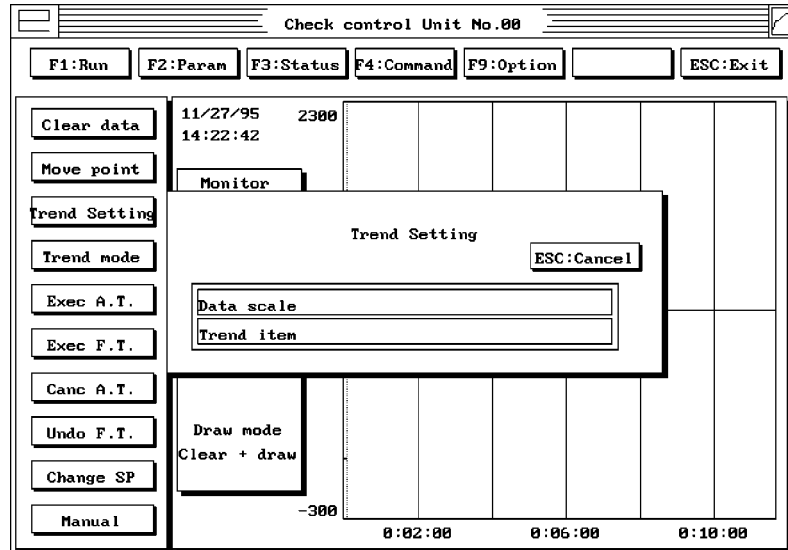 Check control Unit No.00
F1:Run F2:Param F3:Status F4:Command F9:Option ESC:Exit
Clear data
Move point
Trend Setting
Trend mode
Exec A.T.
Exec F.T.
Canc A.T.
Undo F.T.
Change SP
Manual
11/27/95 2300
14:22:42
Monitor
Trend Setting
ESC:Cancel
Data scale
Trend item
Draw mode
Clear + draw
-300
0:02:00 0:06:00 0:10:00